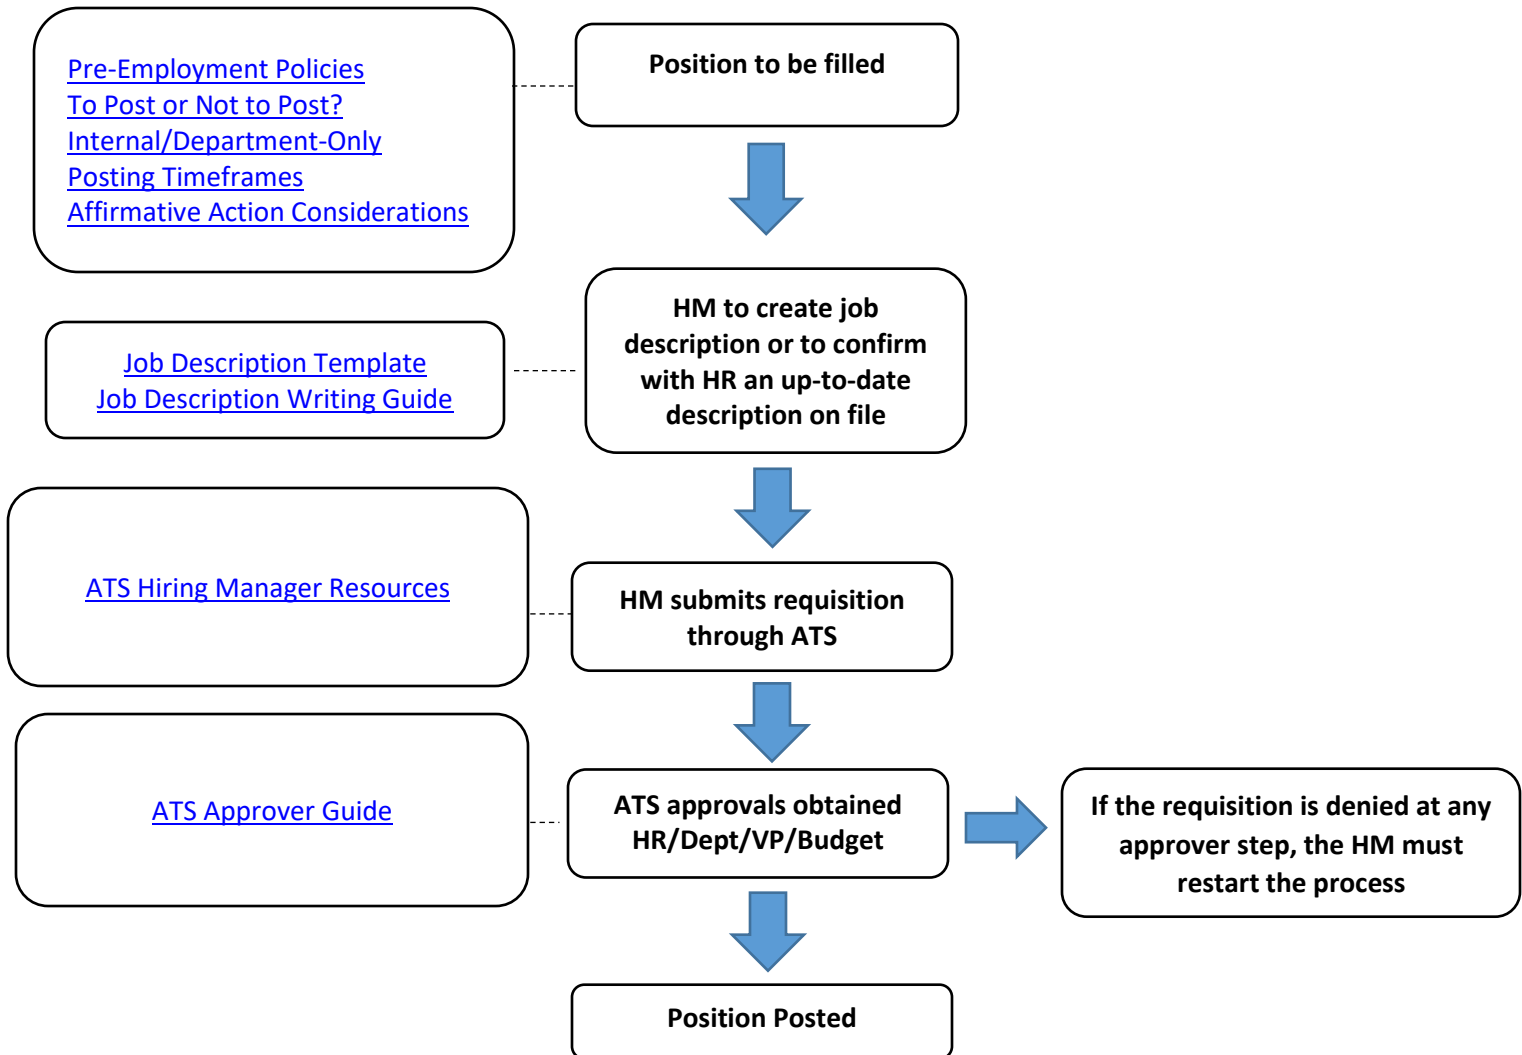 Pre-Employment Policies
To Post or Not to Post?
Internal/Department-Only
Posting Timeframes
Affirmative Action Considerations
Position to be filled
Job Description Template
Job Description Writing Guide
HM to create job
description or to confirm
with HR an up-to-date
description on file
ATS Hiring Manager Resources
HM submits requisition
through ATS
ATS Approver Guide
ATS approvals obtained
HR/Dept/VP/Budget
If the requisition is denied at any
approver step, the HM must
restart the process
Position Posted